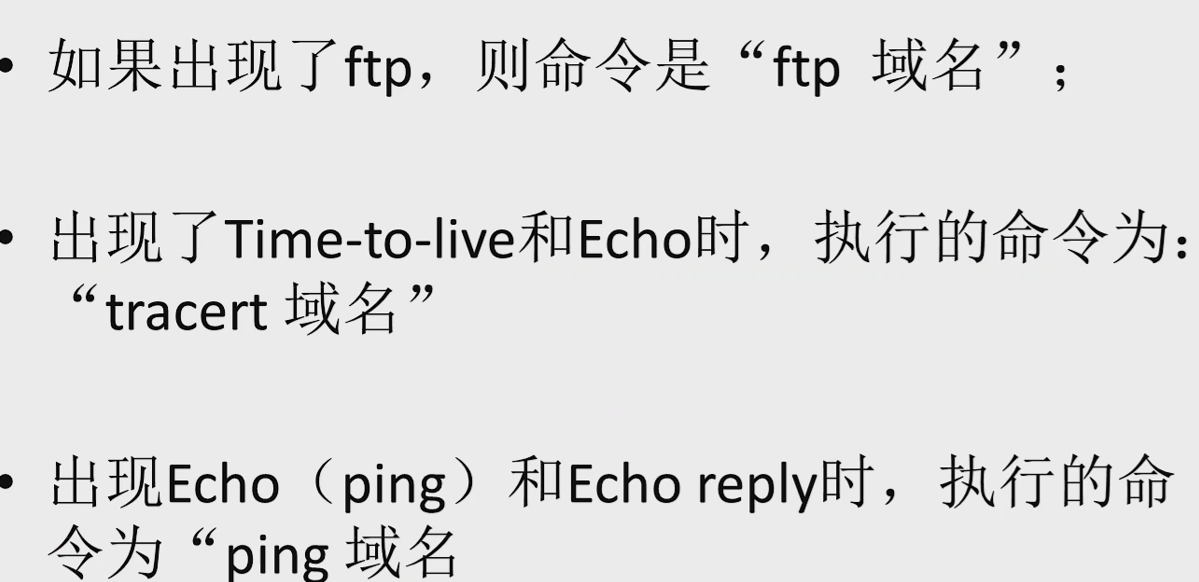 • 如果出现了ftp，则命令是“ftp 域名”；
• 出现了Time-to-live和Echo时，执行的命令为：
“tracert 域名”
• 出现Echo（ping）和Echo reply时，执行的命
令为“ping 域名